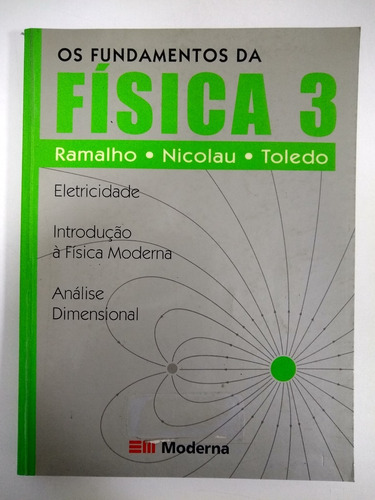 OS FUNDAMENTOS DA
FÍSICA 3
Ramalho • Nicolau • Toledo
Eletricidade
Introdução
à Física Moderna
Análise
Dimensional
Moderna